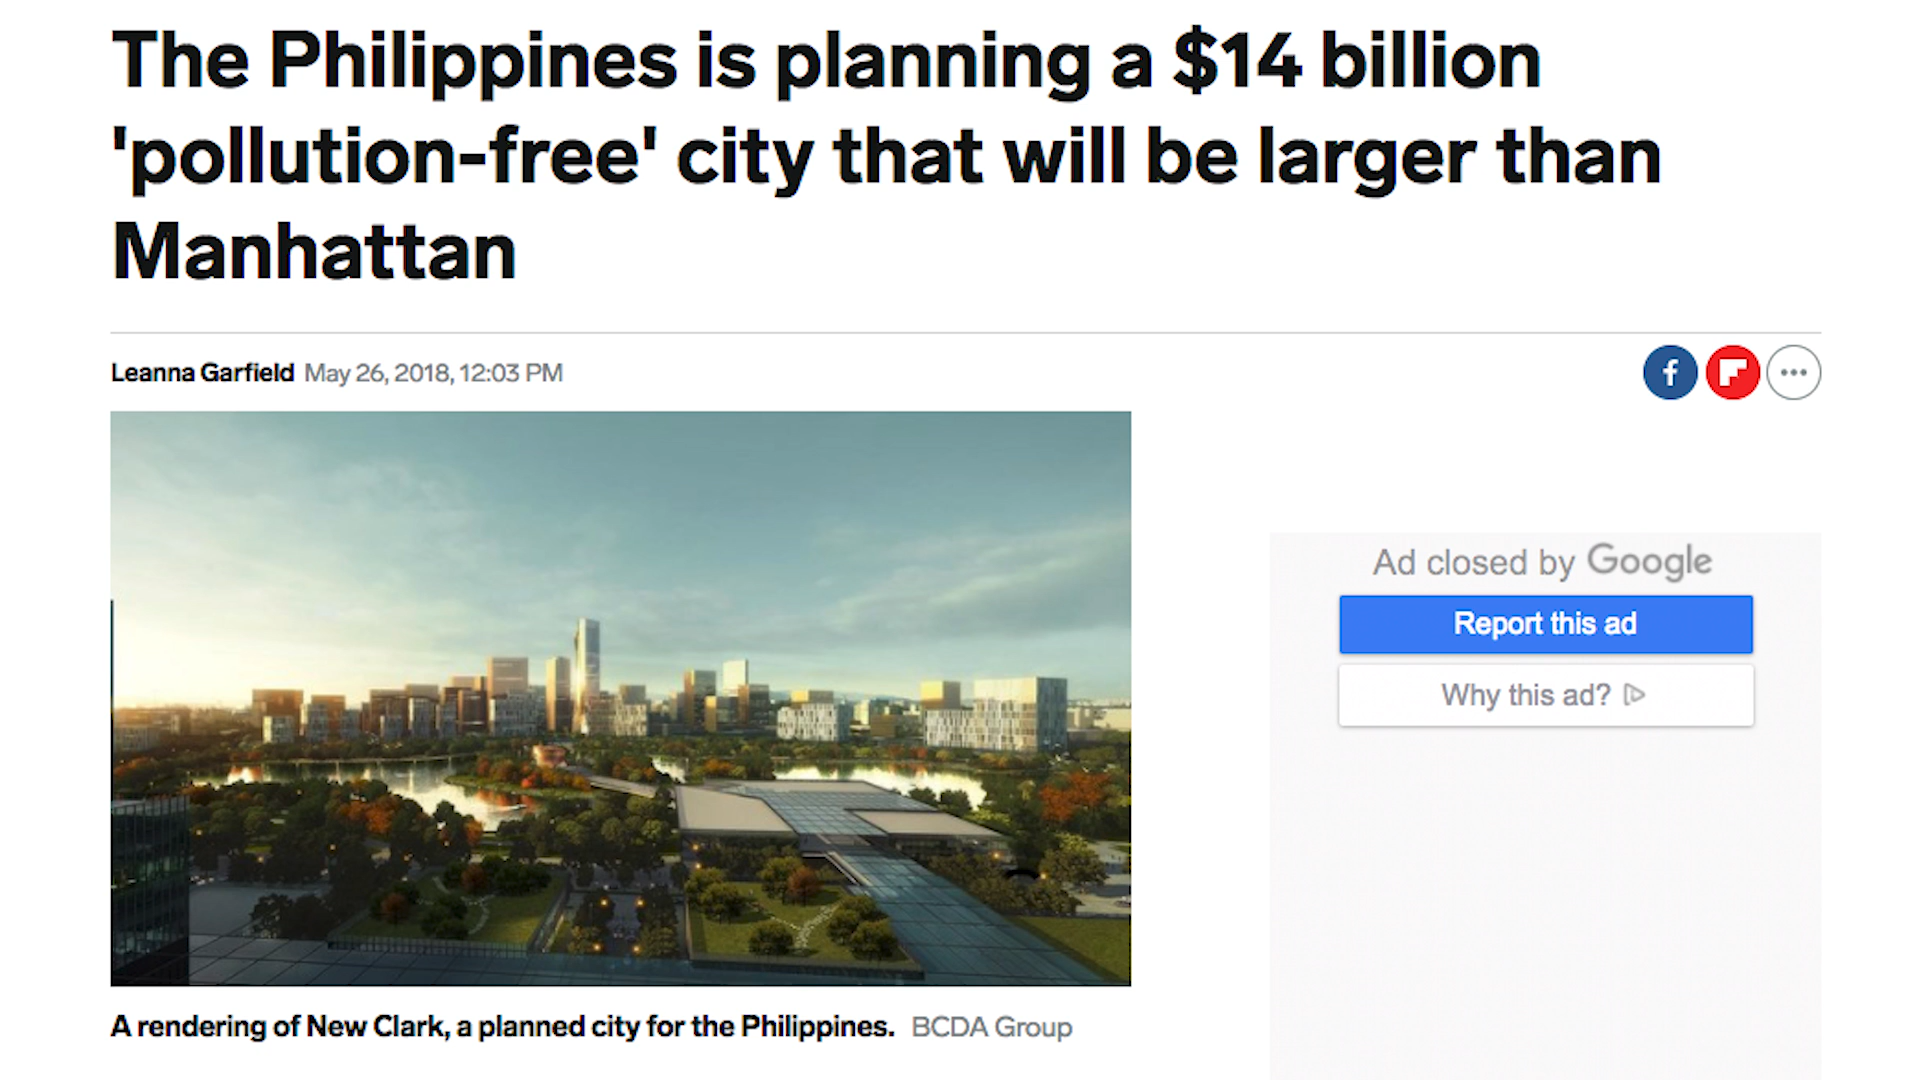 The Philippines is planning a $14 billion
'pollution-free' city that will be larger than
Manhattan
Leanna Garfield May 26, 2018, 12:03 PM
f
Ad closed by Google
Report this ad
Why this ad?
A rendering of New Clark, a planned city for the Philippines. BCDA Group